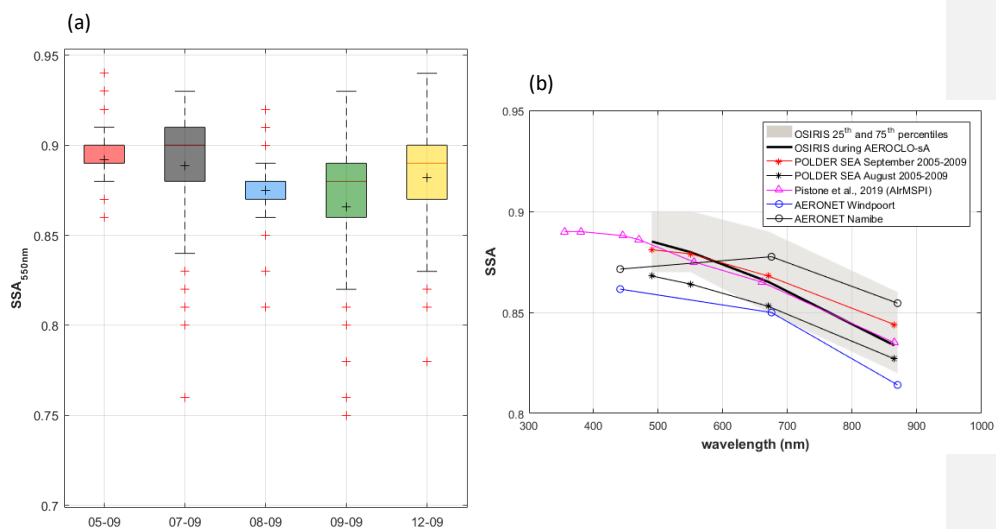 (a)
0.95
0.9
0.85
0.8
0.75
0.7
SSA550nm
05-09
07-09
08-09
09-09
12-09
(b)
0.95
0.9
0.85
0.8
SSA
300
400
500
600
700
800
900
1000
wavelength (nm)
OSIRIS 25th and 75th percentiles
OSIRIS during AEROCLO-sA
POLDER SEA September 2005-2009
POLDER SEA August 2005-2009
Pistone et al., 2019 (AIrMSPI)
AERONET Windpoort
AERONET Namibe